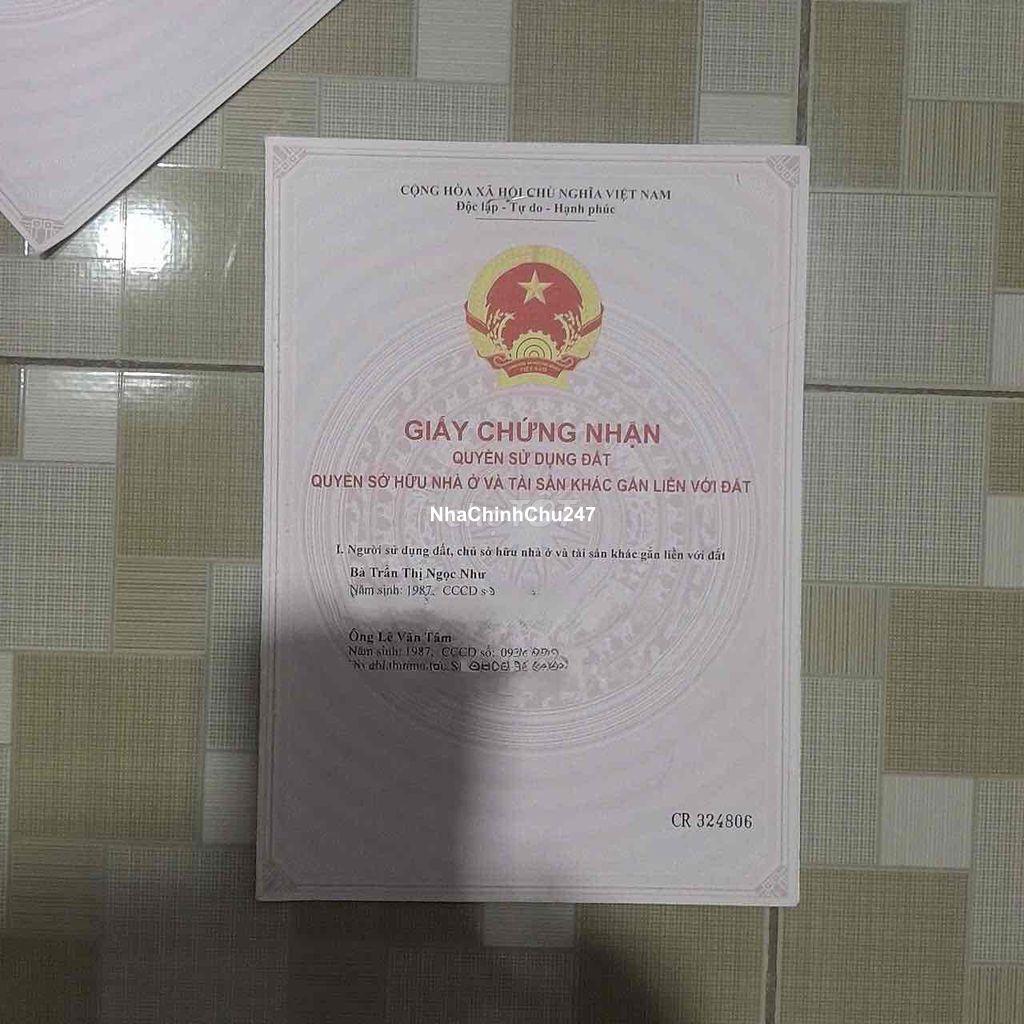 CỘNG HÒA XÃ HỘI CHỦ NGHĨA VIỆT NAM
Độc lập - Tự do - Hạnh phúc
VIỆT NAM
GIẤY CHỨNG NHẬN
QUYỀN SỬ DỤNG ĐẤT
QUYỀN SỞ HỮU NHÀ Ở VÀ TÀI SẢN KHÁC GẮN LIỀN VỚI ĐẤT
NhaChinhChu247
I. Người sử dụng đất, chủ sở hữu nhà ở và tài sản khác gắn liền với đất
Bà Trần Thị Ngọc Như
Năm sinh: 1987, CCCD
Ông Lê Văn Tâm
Năm sinh: 1987, CCCD số:
CR 324806